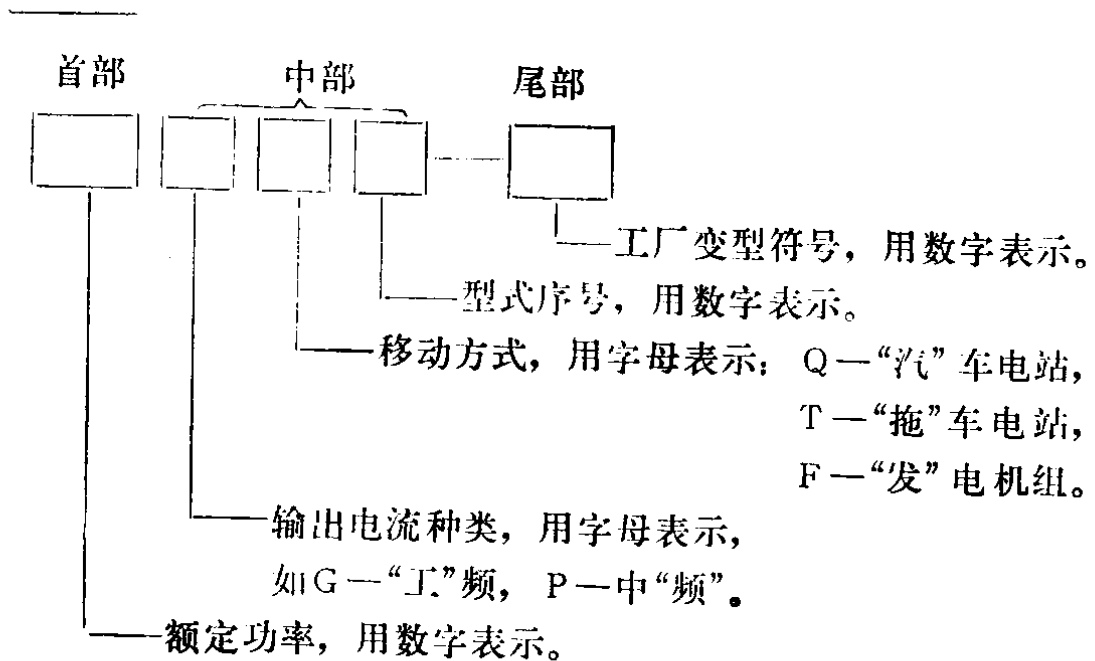 首部 中部 尾部
工厂变型符号，用数字表示。
型式序号，用数字表示。
移动方式，用字母表示；Q—“汽”车电站，
T—“拖”车电站，
F—“发”电机组。
输出电流种类，用字母表示，
如G—“工”频，P—中“频”。
额定功率，用数字表示。